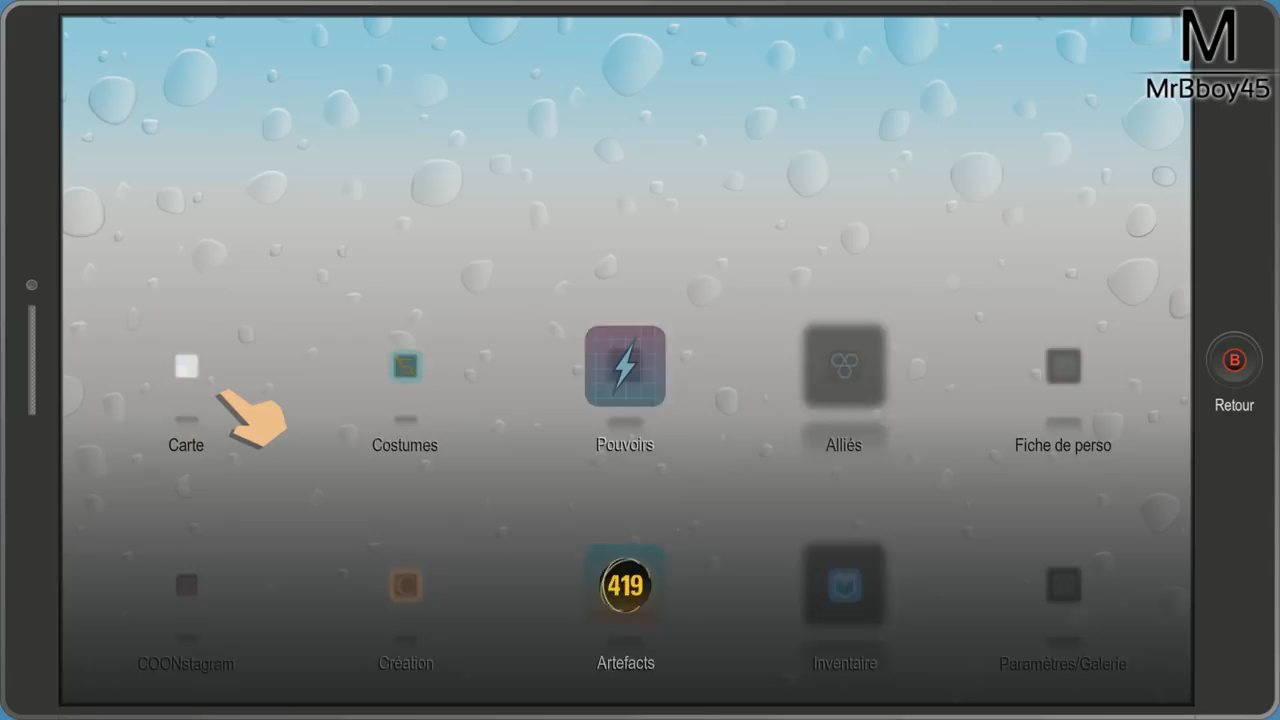 M
MrBboy45
B
Retour
Carte
Costumes
Pouvoirs
Alliés
Fiche de perso
419
COONstagram
Création
Artefacts
Inventaire
Paramètres/Galerie